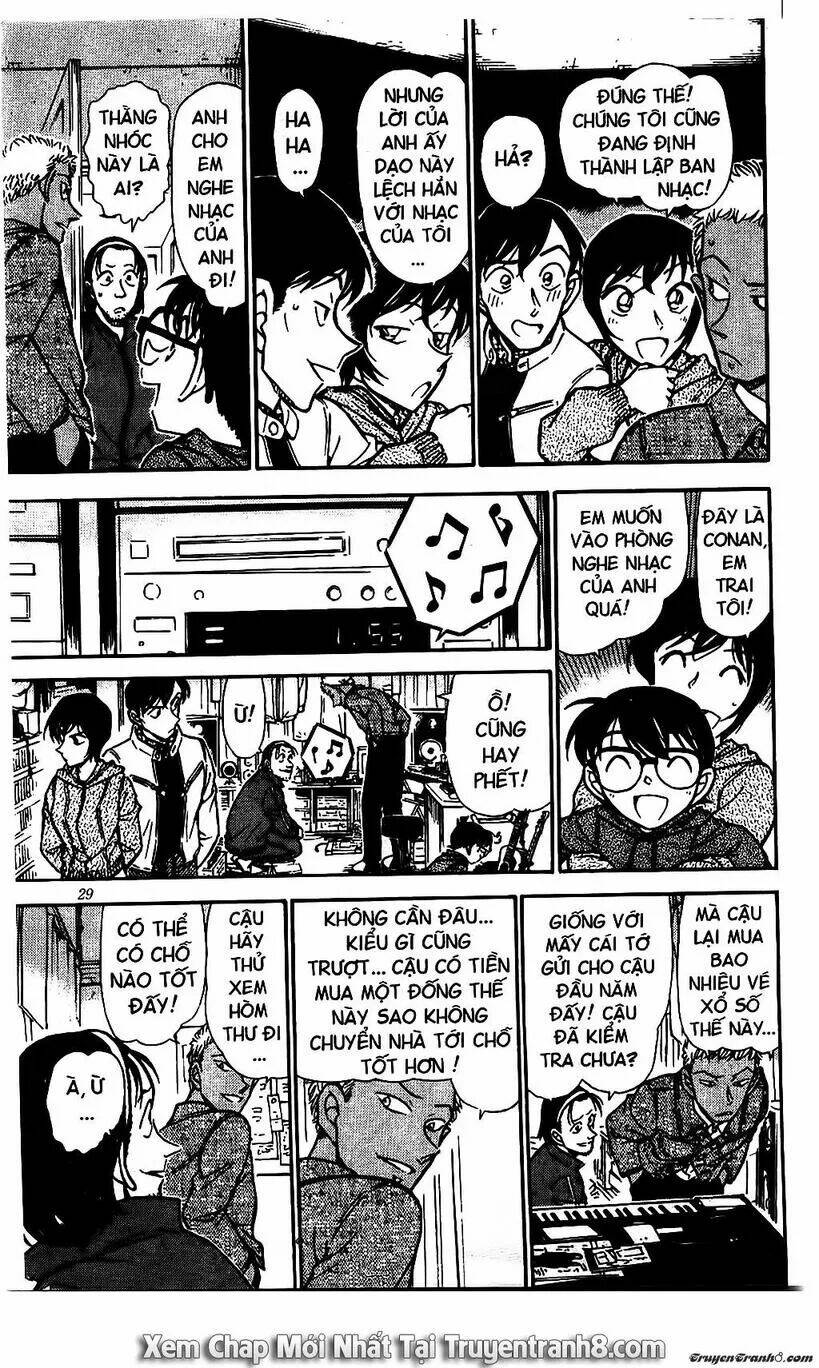 ĐÚNG THẾ!
CHÚNG TÔI CŨNG
ĐANG ĐỊNH
THÀNH LẬP BAN
NHẠC!
HẢ?
NHƯNG
LỜI CỦA
ANH ẤY
DẠO NÀY
LỆCH HẲN
VỚI NHẠC
CỦA TÔI
...
HA
HA
...
ANH
CHO
EM
NGHE
NHẠC
CỦA
ANH
ĐI!
THẰNG
NHÓC
NÀY LÀ
AI?
ĐÂY LÀ
CONAN,
EM
TRAI
TÔI!
EM MUỐN
VÀO PHÒNG
NGHE NHẠC
CỦA ANH
QUÁ!
1.55
Ồ!
CŨNG
HAY
PHẾT!
Ừ!
29
MÀ CẬU
LẠI MUA
BAO
NHIÊU VÉ
XỔ SỐ
THẾ NÀY...
GIỐNG VỚI
MẤY CÁI TỚ
GỬI CHO CẬU
ĐẦU NĂM
ĐẤY! CẬU
ĐÃ KIỂM
TRA CHƯA?
KHÔNG CẦN ĐÂU...
KIỂU GÌ CŨNG
TRƯỢT... CẬU CÓ TIỀN
MUA MỘT ĐỐNG THẾ
NÀY SAO KHÔNG
CHUYỂN NHÀ TỚI CHỖ
TỐT HƠN !
CẬU
HÃY
THỬ
XEM
HÒM
THƯ ĐI
...
CÓ THỂ
CÓ CHỖ
NÀO TỐT
ĐẤY!
À, Ừ
...
Xem Chap Mới Nhất Tại Truyentranh8.com
TruyenTranh8.com